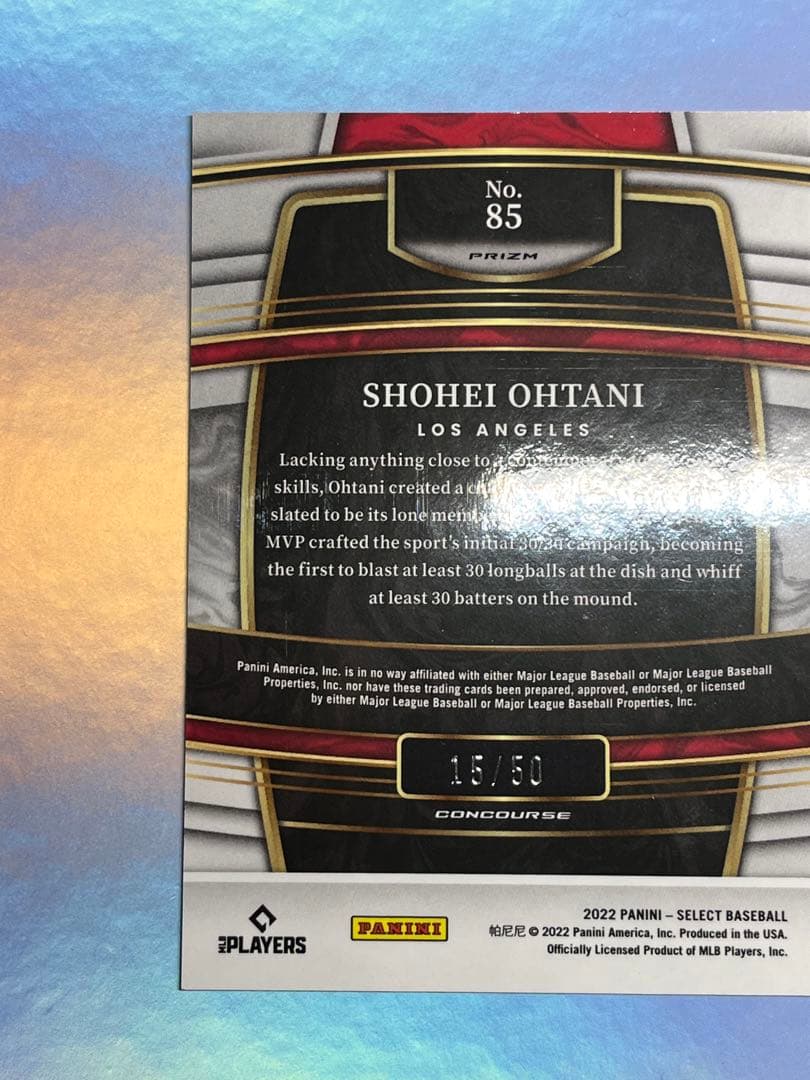 No.
85
PRIZM
SHOHEI OHTANI
LOS ANGELES
Lacking anything close to a
skills, Ohtani created a
slated to be its lone
MVP crafted the sport's initial 30/30 campaign, becoming
the first to blast at least 30 longballs at the dish and whiff
at least 30 batters on the mound.
Panini America, Inc. is in no way affiliated with either Major League Baseball or Major League Baseball
Properties, Inc. nor have these trading cards been prepared, approved, endorsed, or licensed
by either Major League Baseball or Major League Baseball Properties, Inc.
15/50
CONCOURSE
MLB PLAYERS
PANINI
2022 PANINI – SELECT BASEBALL
帕尼尼 © 2022 Panini America, Inc. Produced in the USA.
Officially Licensed Product of MLB Players, Inc.